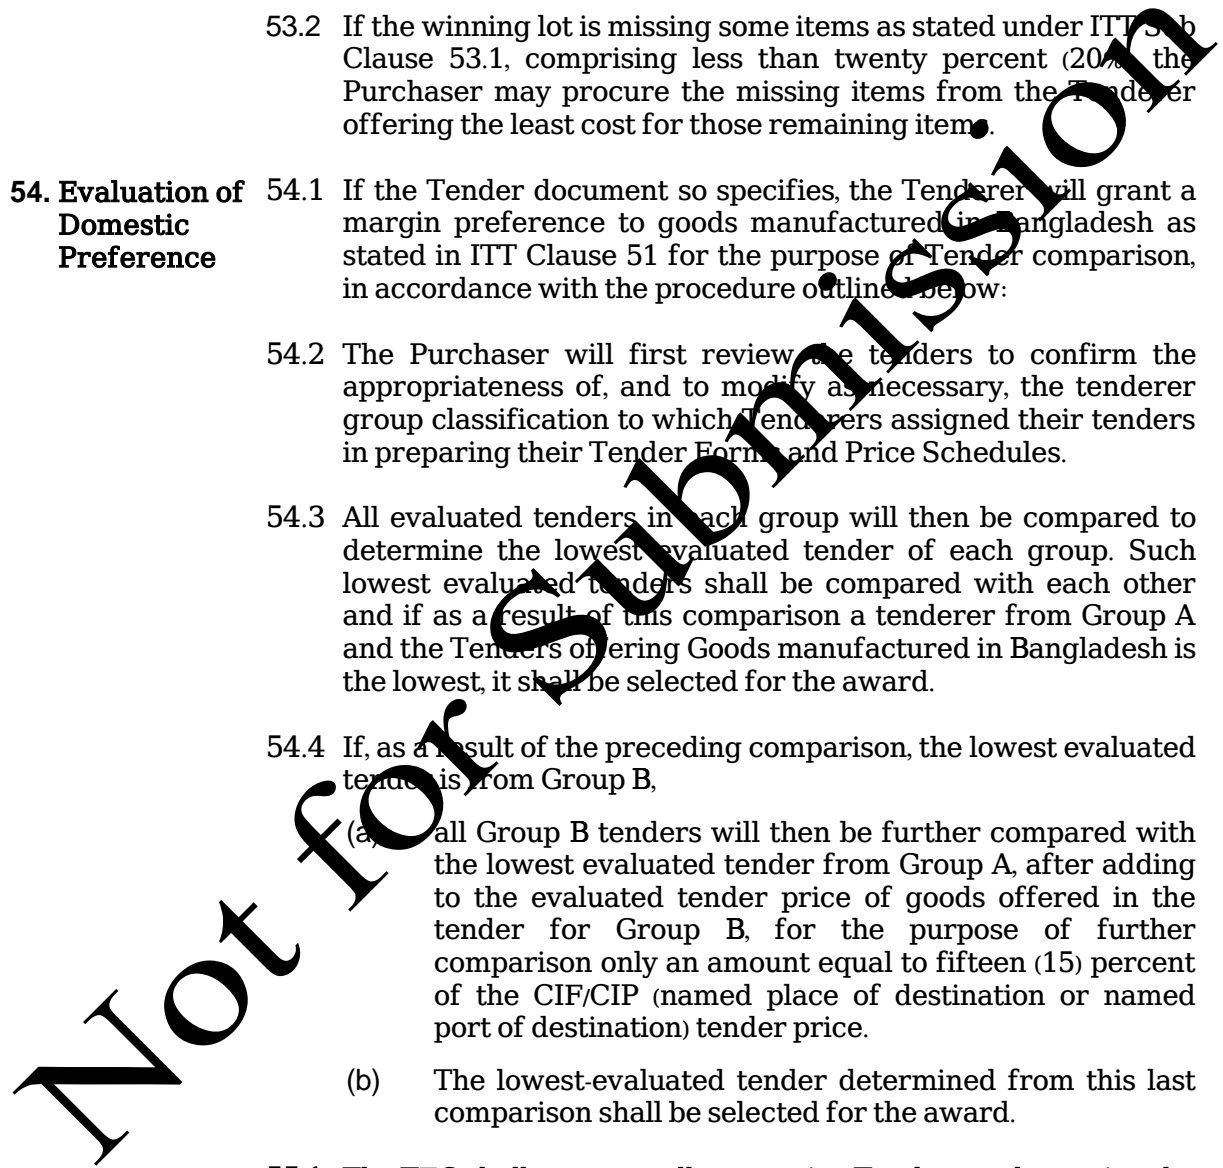 53.2 If the winning lot is missing some items as stated under ITT Sub
Clause 53.1, comprising less than twenty percent (20%) the
Purchaser may procure the missing items from the Tenderer
offering the least cost for those remaining items.
54. Evaluation of Domestic Preference
54.1 If the Tender document so specifies, the Tenderer will grant a
margin preference to goods manufactured in Bangladesh as
stated in ITT Clause 51 for the purpose of Tender comparison,
in accordance with the procedure outlined below:
54.2 The Purchaser will first review the tenders to confirm the
appropriateness of, and to modify as necessary, the tenderer
group classification to which Tenderers assigned their tenders
in preparing their Tender Forms and Price Schedules.
54.3 All evaluated tenders in each group will then be compared to
determine the lowest evaluated tender of each group. Such
lowest evaluated tenders shall be compared with each other
and if as a result of this comparison a tenderer from Group A
and the Tenders offering Goods manufactured in Bangladesh is
the lowest, it shall be selected for the award.
54.4 If, as a result of the preceding comparison, the lowest evaluated
tender is from Group B,
(a) all Group B tenders will then be further compared with
the lowest evaluated tender from Group A, after adding
to the evaluated tender price of goods offered in the
tender for Group B, for the purpose of further
comparison only an amount equal to fifteen (15) percent
of the CIF/CIP (named place of destination or named
port of destination) tender price.
(b) The lowest-evaluated tender determined from this last
comparison shall be selected for the award.
Not for Submission